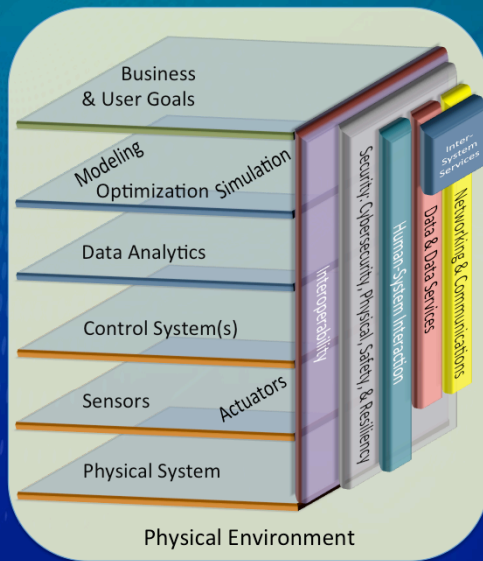 Business
& User Goals
Modeling
Optimization
Simulation
Data Analytics
Control System(s)
Sensors
Actuators
Physical System
Interoperability
Security: Cybersecurity, Physical, Safety, & Resiliency
Human-System Interaction
Data & Data Services
Inter-
System
Services
Networking & Communications
Physical Environment